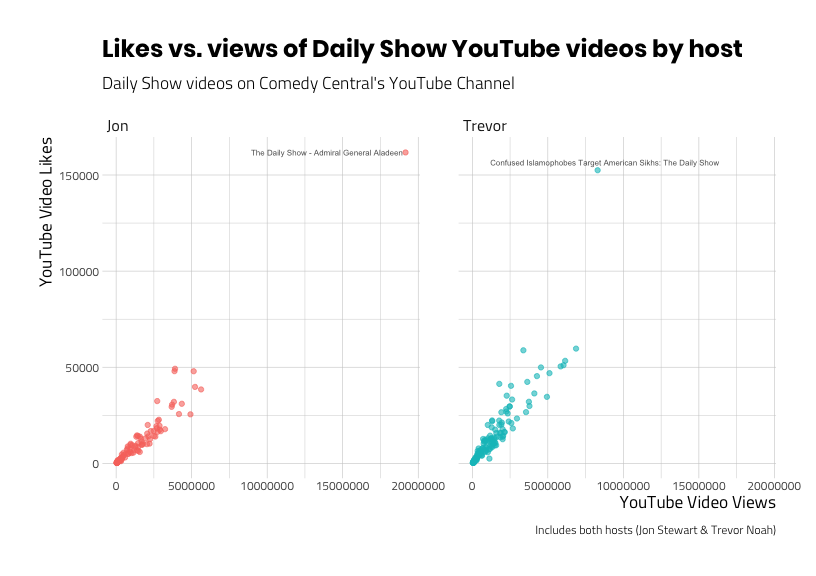 Likes vs. views of Daily Show YouTube videos by host
Daily Show videos on Comedy Central's YouTube Channel
Jon
Trevor
YouTube Video Likes
150000
100000
50000
0
The Daily Show - Admiral General Aladeen
Confused Islamophobes Target American Sikhs: The Daily Show
0
5000000
10000000
15000000
20000000
0
5000000
10000000
15000000
20000000
YouTube Video Views
Includes both hosts (Jon Stewart & Trevor Noah)